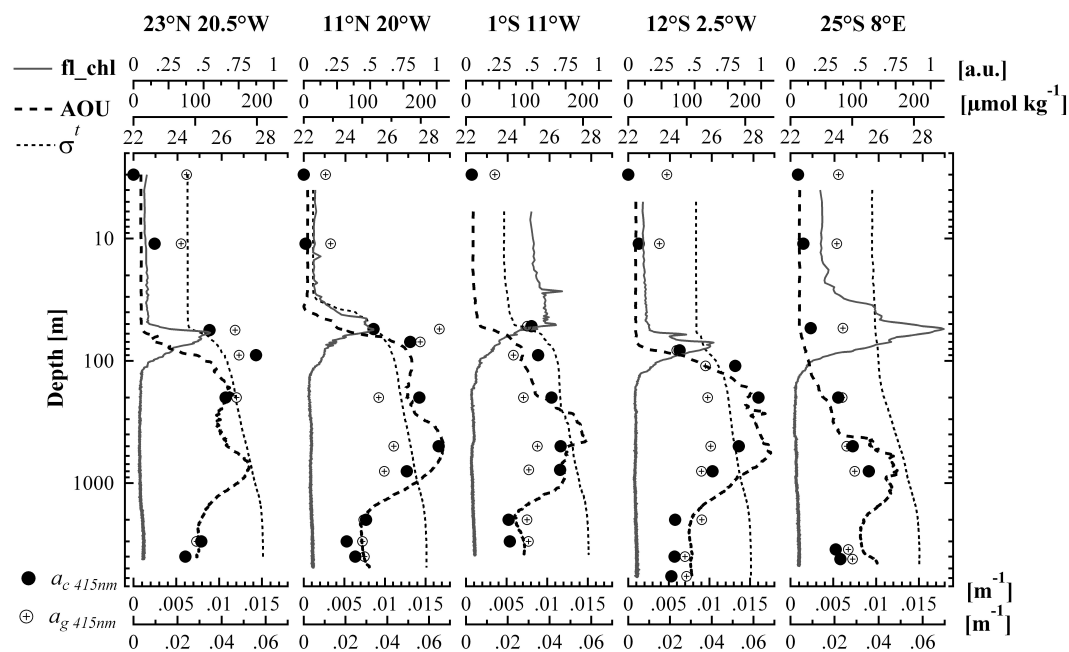 23°N 20.5°W 11°N 20°W 1°S 11°W 12°S 2.5°W 25°S 8°E
fl_chl 0 .25 .5 .75 1 0 .25 .5 .75 1 0 .25 .5 .75 1 0 .25 .5 .75 1 0 .25 .5 .75 1 [a.u.]
AOU 0 100 200 0 100 200 0 100 200 0 100 200 0 100 200 [µmol kg-1]
σt 22 24 26 28 22 24 26 28 22 24 26 28 22 24 26 28 22 24 26 28
Depth [m]
10
100
1000
ac 415nm 0 .005 .01 .015 0 .005 .01 .015 0 .005 .01 .015 0 .005 .01 .015 0 .005 .01 .015 [m-1]
ag 415nm 0 .02 .04 .06 0 .02 .04 .06 0 .02 .04 .06 0 .02 .04 .06 0 .02 .04 .06 [m-1]